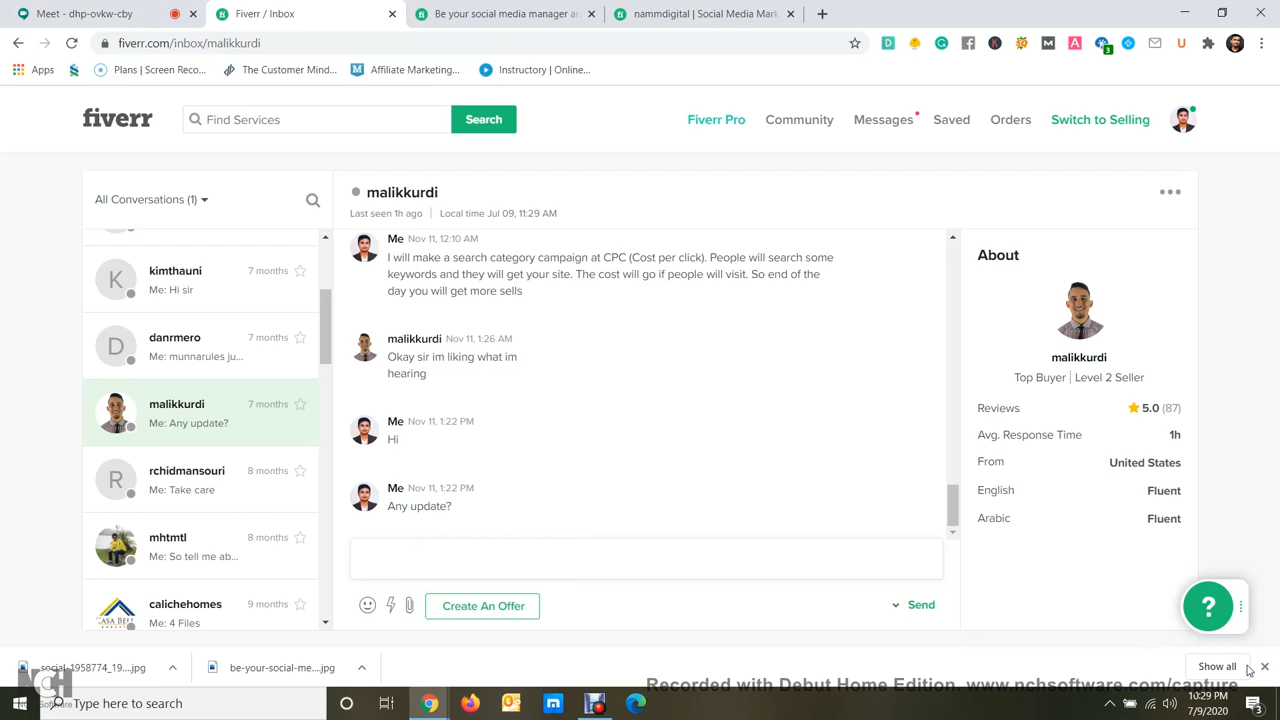 Meet – dhp-ovkw-cby
Fiverr / Inbox
Be your social media manager an
nammdigital | Social Media Mark
fiverr.com/inbox/malikkurdi
Apps
Plans | Screen Reco...
The Customer Mind...
Affiliate Marketing...
Instructory | Online...
fiverr
Find Services
Search
Fiverr Pro
Community
Messages
Saved
Orders
Switch to Selling
All Conversations (1)
kimthauni
7 months
Me: Hi sir
danrmero
7 months
Me: munnarules ju...
malikkurdi
7 months
Me: Any update?
rchidmansouri
8 months
Me: Take care
mhtmtl
8 months
Me: So tell me ab...
calichehomes
9 months
Me: 4 Files
malikkurdi
Last seen 1h ago
Local time Jul 09, 11:29 AM
Me Nov 11, 12:10 AM
I will make a search category campaign at CPC (Cost per click). People will search some
keywords and they will get your site. The cost will go if people will visit. So end of the
day you will get more sells
malikkurdi Nov 11, 1:26 AM
Okay sir im liking what im
hearing
Me Nov 11, 1:22 PM
Hi
Me Nov 11, 1:22 PM
Any update?
Create An Offer
Send
About
malikkurdi
Top Buyer | Level 2 Seller
Reviews 5.0 (87)
Avg. Response Time 1h
From United States
English Fluent
Arabic Fluent
?
social-1958774_19....jpg
be-your-social-me....jpg
Show all
NCH
Software
Recorded with Debut Home Edition. www.nchsoftware.com/capture
Type here to search
10:29 PM
7/9/2020
3